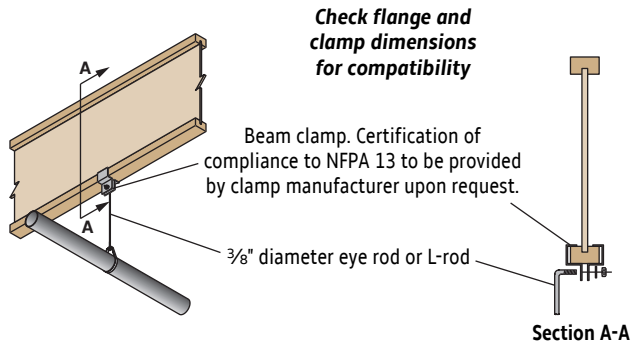 Check flange and
clamp dimensions
for compatibility
A
Beam clamp. Certification of
compliance to NFPA 13 to be provided
by clamp manufacturer upon request.
A
⅜" diameter eye rod or L-rod
Section A-A